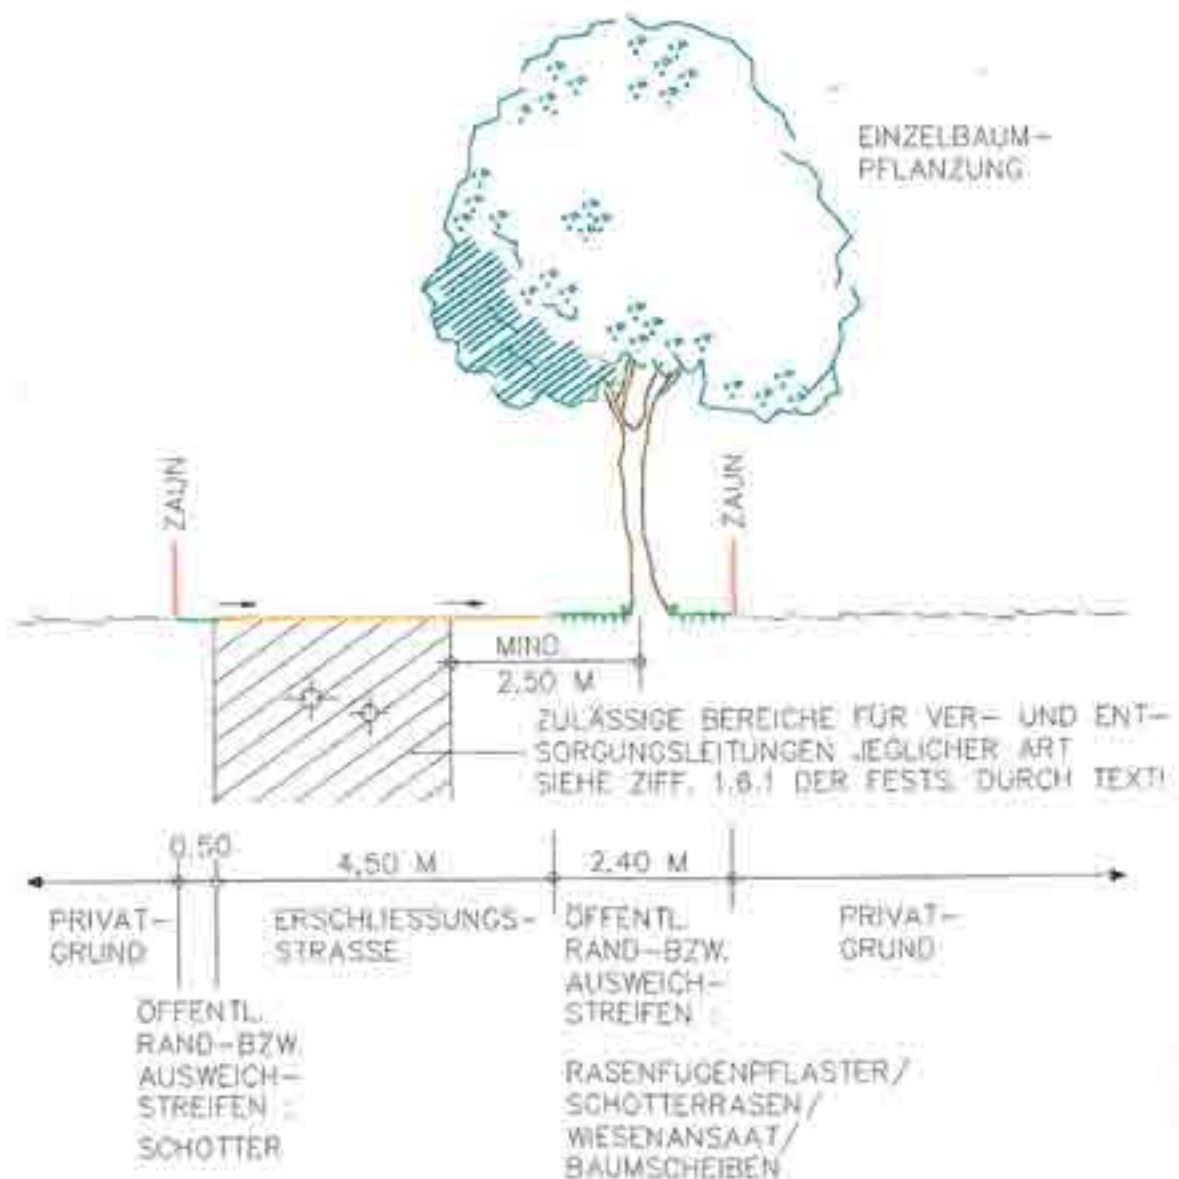 EINZELBAUM-
PFLANZUNG
ZAUN
ZAUN
MIND.
2.50 M
ZULÄSSIGE BEREICHE FÜR VER- UND ENT-
SORGUNGSLEITUNGEN JEGLICHER ART
SIEHE ZIFF. 1.6.1 DER FESTS. DURCH TEXT!
0.50
4,50 M
2.40 M
PRIVAT-
GRUND
ERSCHLIESSUNGS-
STRASSE
ÖFFENTL.
RAND-BZW.
AUSWEICH-
STREIFEN :
RASENFUGENPFLASTER/
SCHOTTERRASEN/
WIESENANSAAT/
BAUMSCHEIBEN
PRIVAT-
GRUND
ÖFFENTL.
RAND-BZW.
AUSWEICH-
STREIFEN :
SCHOTTER